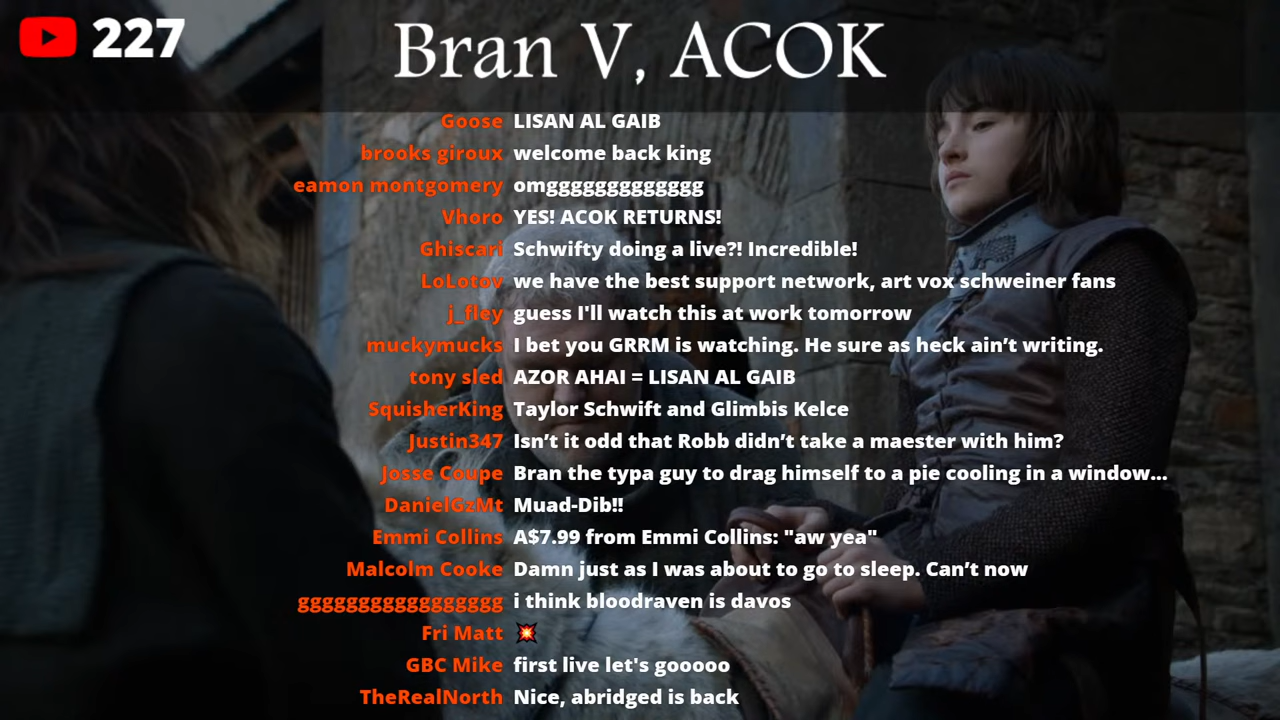 227
Bran V, ACOK
Goose LISAN AL GAIB
brooks giroux welcome back king
eamon montgomery omggggggggggggg
Vhoro YES! ACOK RETURNS!
Ghiscari Schwifty doing a live?! Incredible!
LoLotov we have the best support network, art vox schweiner fans
j_fley guess I'll watch this at work tomorrow
muckymucks I bet you GRRM is watching. He sure as heck ain’t writing.
tony sled AZOR AHAI = LISAN AL GAIB
SquisherKing Taylor Schwift and Glimbis Kelce
Justin347 Isn’t it odd that Robb didn’t take a maester with him?
Josse Coupe Bran the typa guy to drag himself to a pie cooling in a window...
DanielGzMt Muad-Dib!!
Emmi Collins A$7.99 from Emmi Collins: "aw yea"
Malcolm Cooke Damn just as I was about to go to sleep. Can’t now
ggggggggggggggggg i think bloodraven is davos
Fri Matt 💥
GBC Mike first live let's gooooo
TheRealNorth Nice, abridged is back